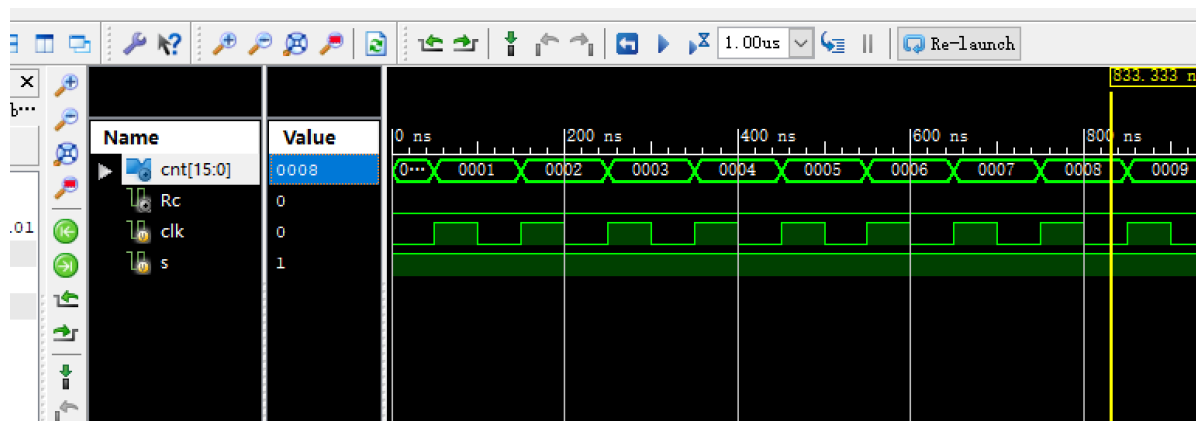 1.00us Re-launch
833.333 n
b...
Name Value 0 ns 200 ns 400 ns 600 ns 800 ns
cnt[15:0] 0008 0... 0001 0002 0003 0004 0005 0006 0007 0008 0009
Rc 0
.01 clk 0
s 1